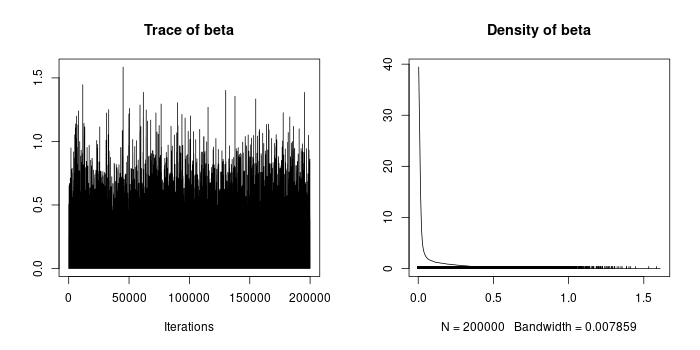 Trace of beta
0.0 0.5 1.0 1.5
0 50000 100000 150000 200000
Iterations
Density of beta
0 10 20 30 40
0.0 0.5 1.0 1.5
N = 200000 Bandwidth = 0.007859